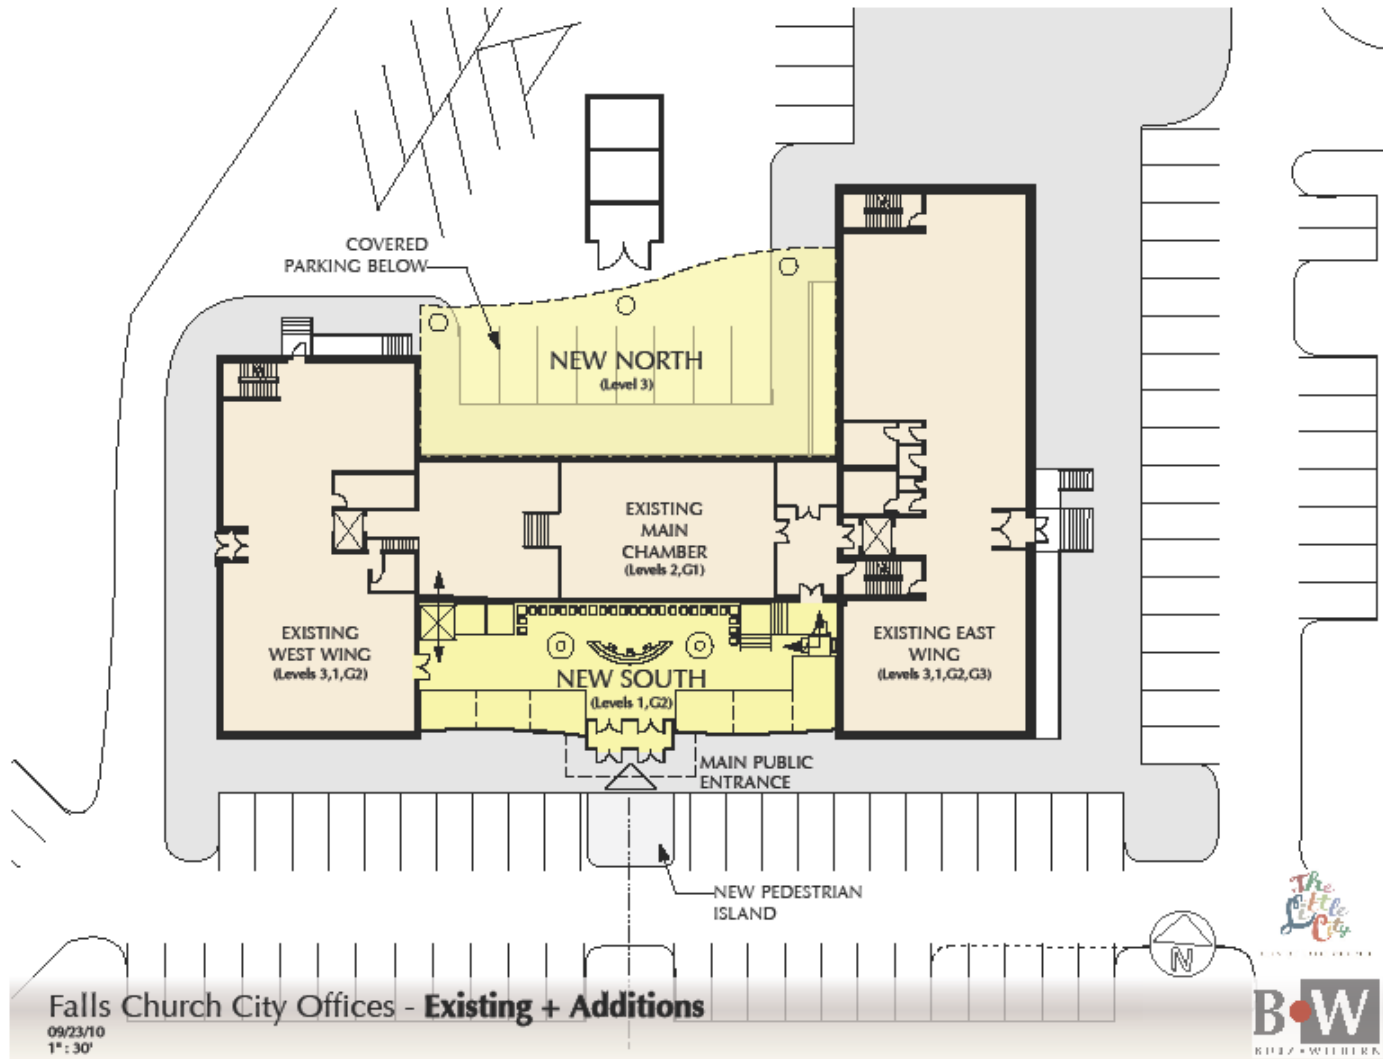 COVERED
PARKING BELOW
NEW NORTH
(Level 3)
EXISTING
MAIN
CHAMBER
(Levels 2,G1)
EXISTING
WEST WING
(Levels 3,1,G2)
EXISTING EAST
WING
(Levels 3,1,G2,G3)
NEW SOUTH
(Levels 1,G2)
MAIN PUBLIC
ENTRANCE
NEW PEDESTRIAN
ISLAND
The
Little
City
N
Falls Church City Offices - Existing + Additions
09/23/10
1" : 30'
B•W